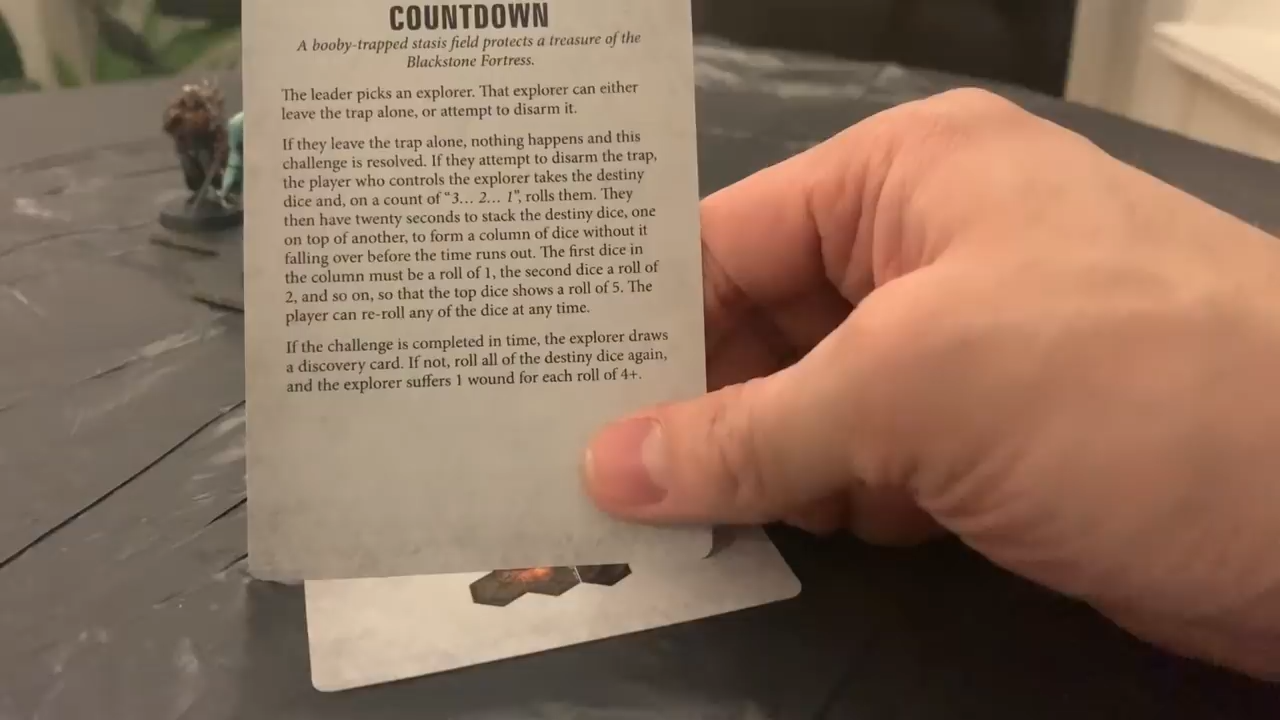 COUNTDOWN
A booby-trapped stasis field protects a treasure of the
Blackstone Fortress.
The leader picks an explorer. That explorer can either
leave the trap alone, or attempt to disarm it.
If they leave the trap alone, nothing happens and this
challenge is resolved. If they attempt to disarm the trap,
the player who controls the explorer takes the destiny
dice and, on a count of “3... 2... 1”, rolls them. They
then have twenty seconds to stack the destiny dice, one
on top of another, to form a column of dice without it
falling over before the time runs out. The first dice in
the column must be a roll of 1, the second dice a roll of
2, and so on, so that the top dice shows a roll of 5. The
player can re-roll any of the dice at any time.
If the challenge is completed in time, the explorer draws
a discovery card. If not, roll all of the destiny dice again,
and the explorer suffers 1 wound for each roll of 4+.